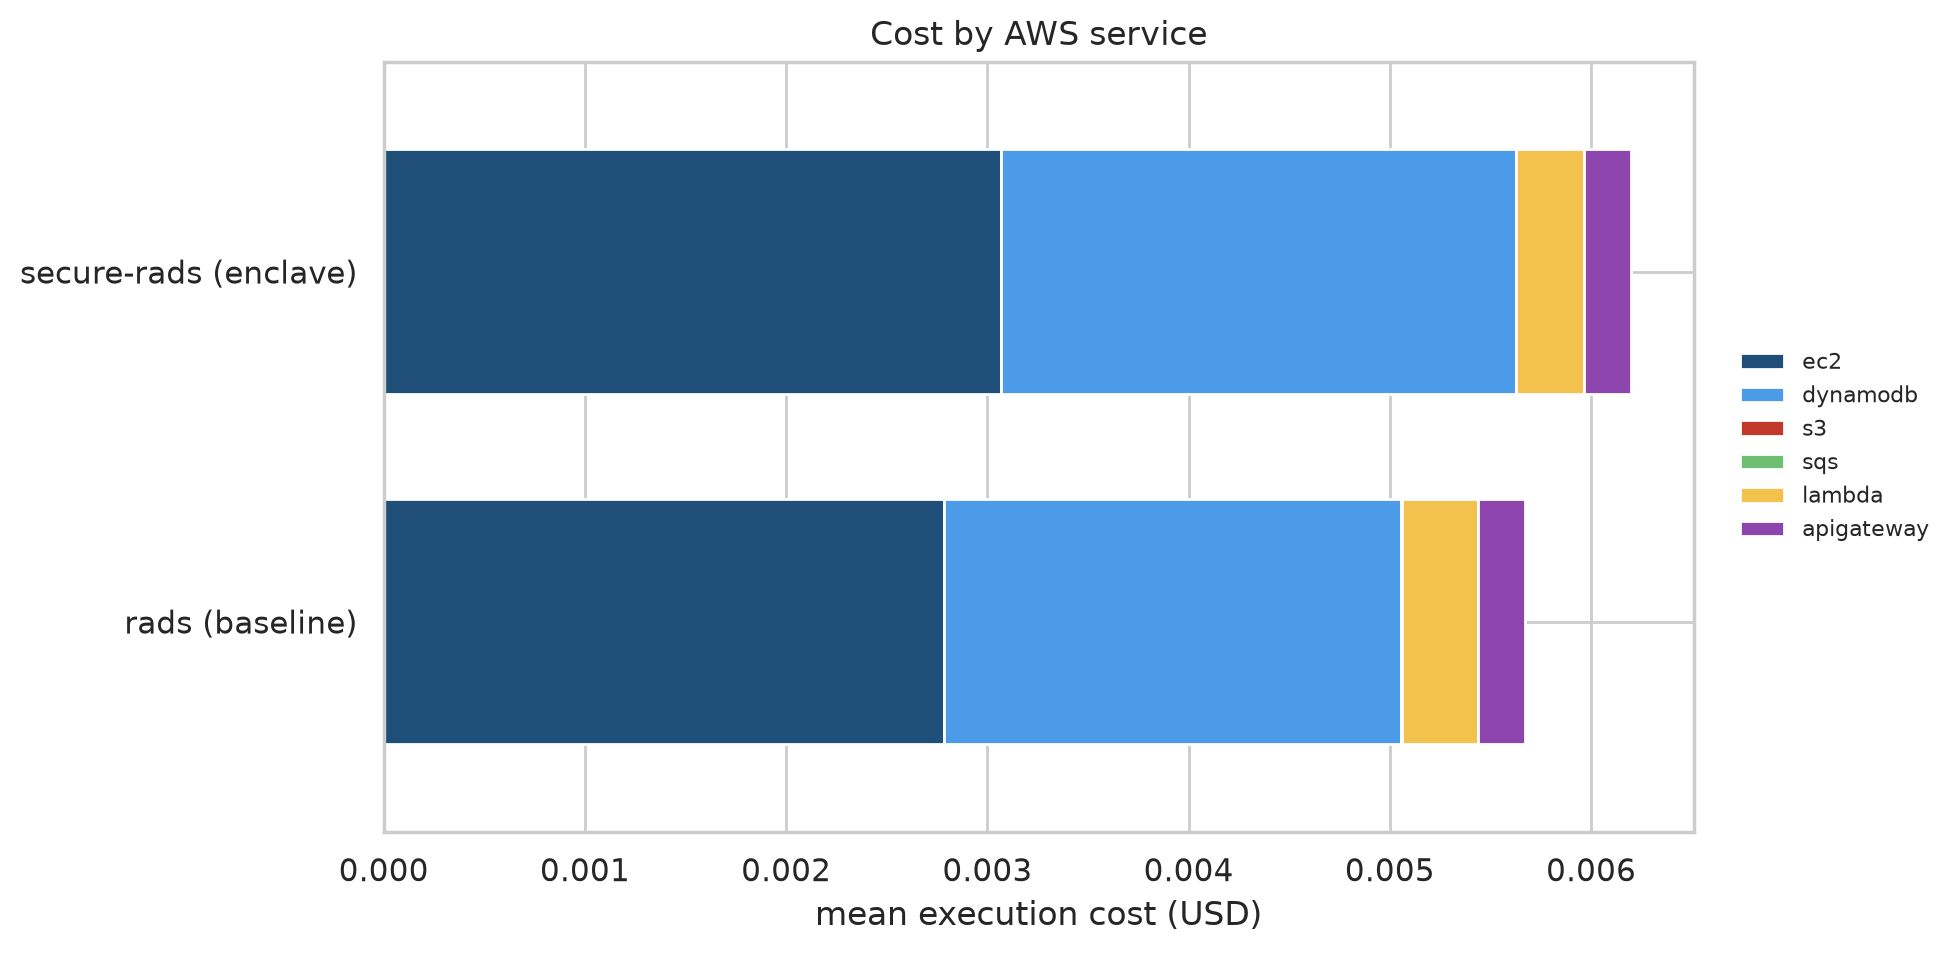 Cost by AWS service
secure-rads (enclave)
rads (baseline)
0.000 0.001 0.002 0.003 0.004 0.005 0.006
mean execution cost (USD)
ec2
dynamodb
s3
sqs
lambda
apigateway